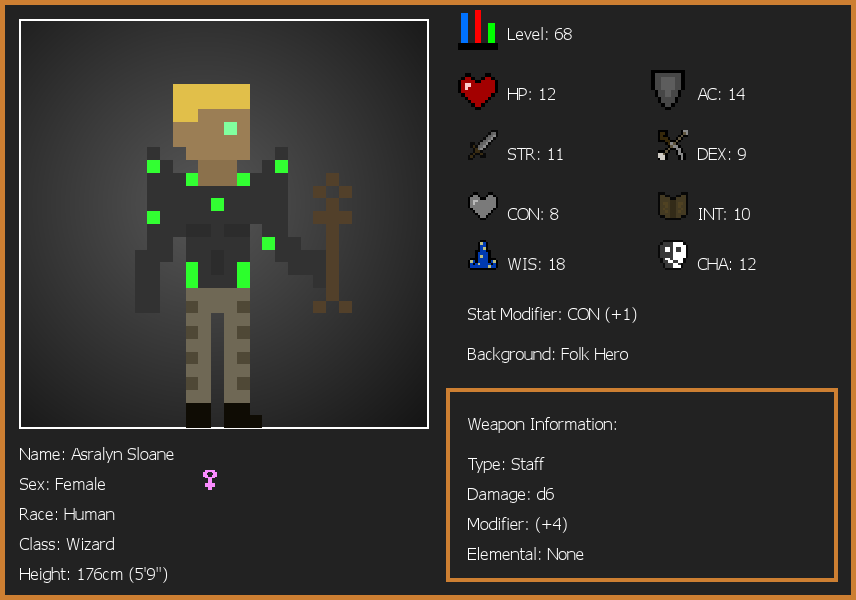 Level: 68
HP: 12
AC: 14
STR: 11
DEX: 9
CON: 8
INT: 10
WIS: 18
CHA: 12
Stat Modifier: CON (+1)
Background: Folk Hero
Weapon Information:
Type: Staff
Damage: d6
Modifier: (+4)
Elemental: None
Name: Asralyn Sloane
Sex: Female
Race: Human
Class: Wizard
Height: 176cm (5'9")